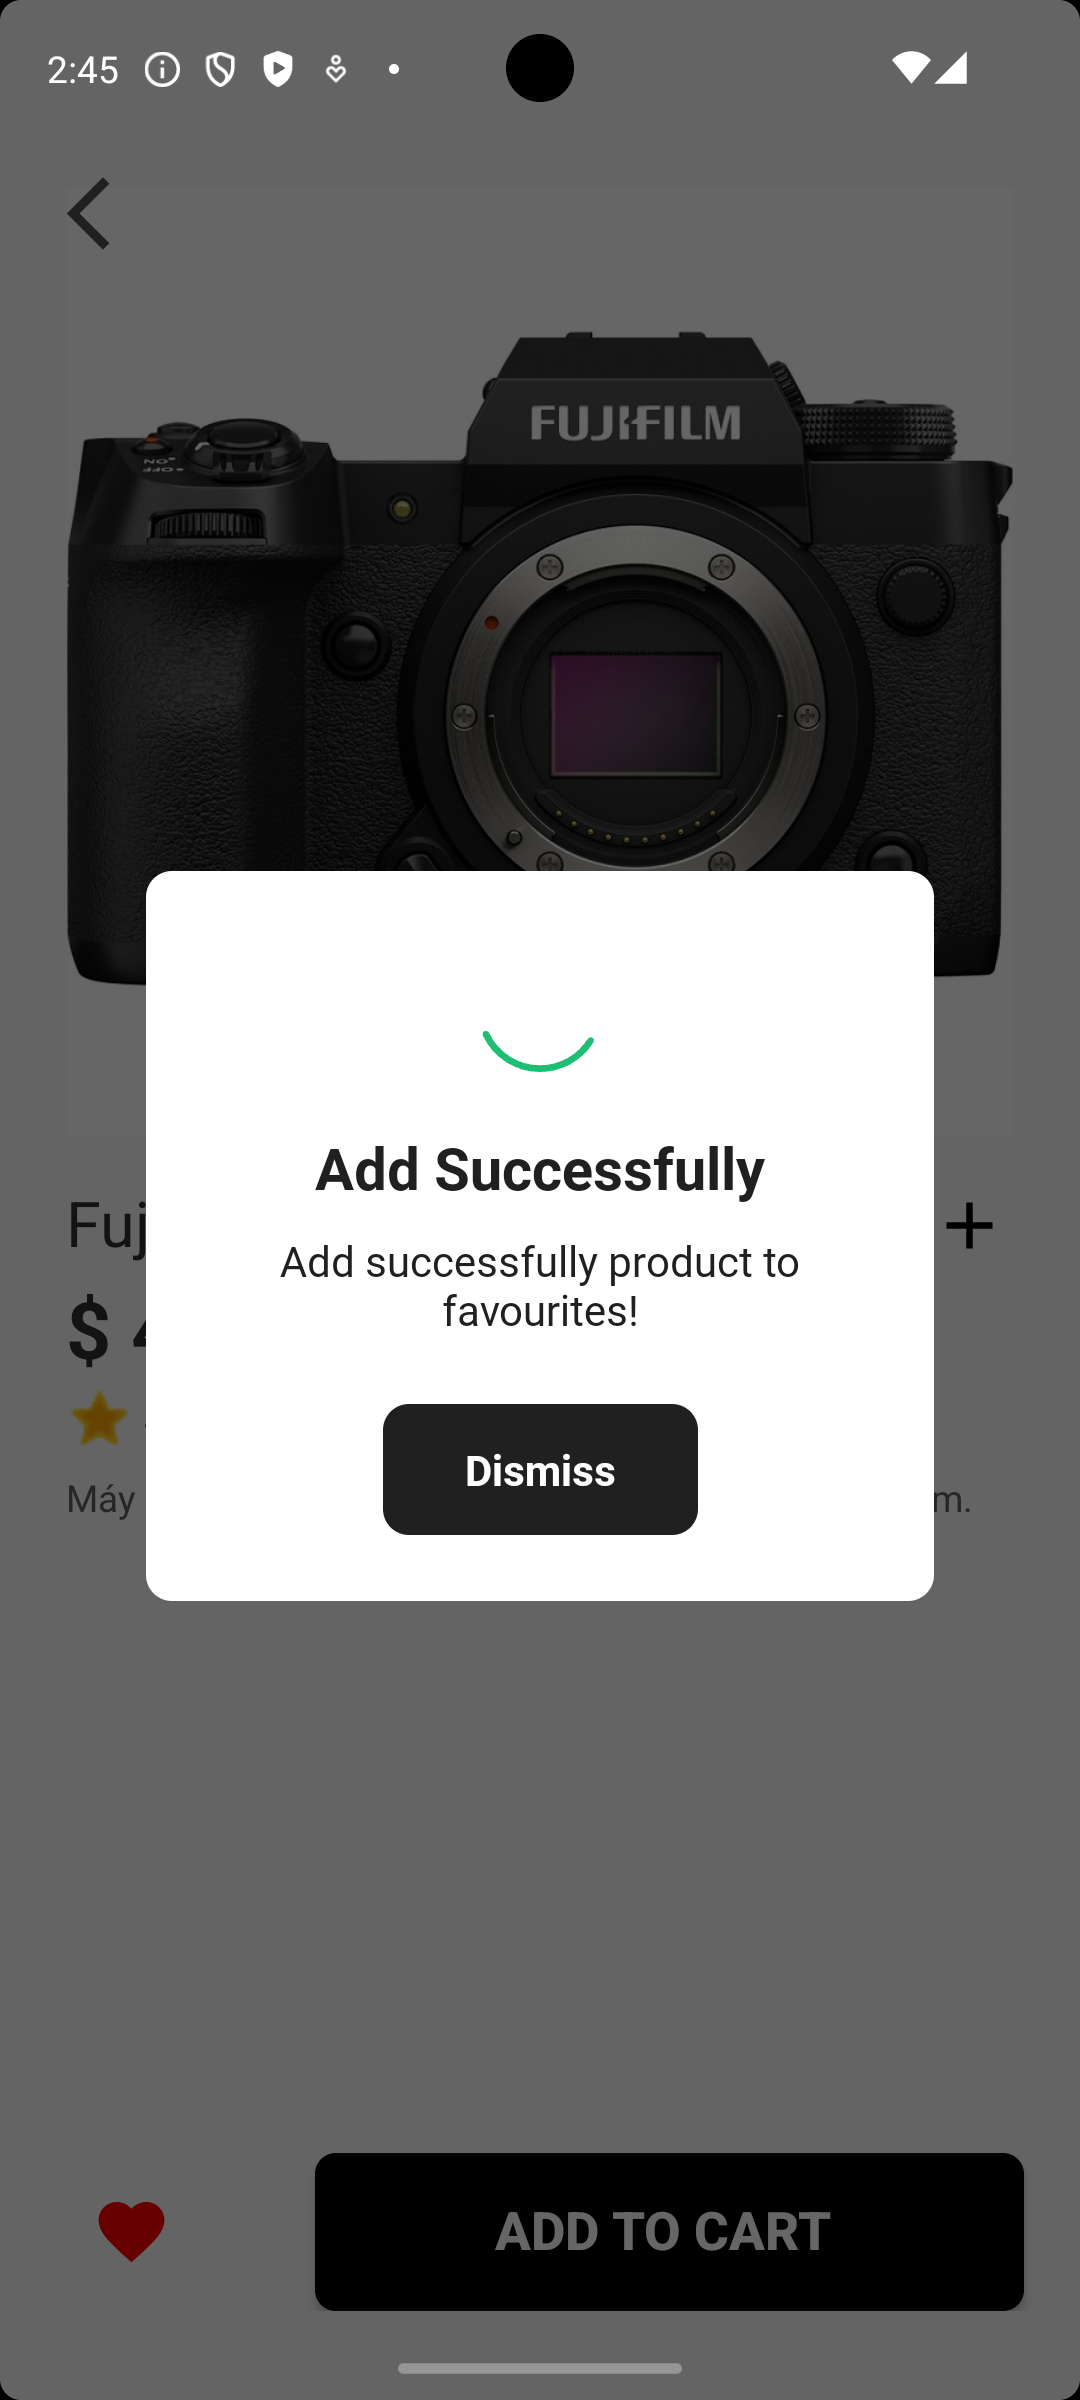 2:45
FUJIFILM
ON
OFF
Add Successfully
Fuj
Add successfully product to
favourites!
$ 4
Dismiss
Máy
m.
ADD TO CART